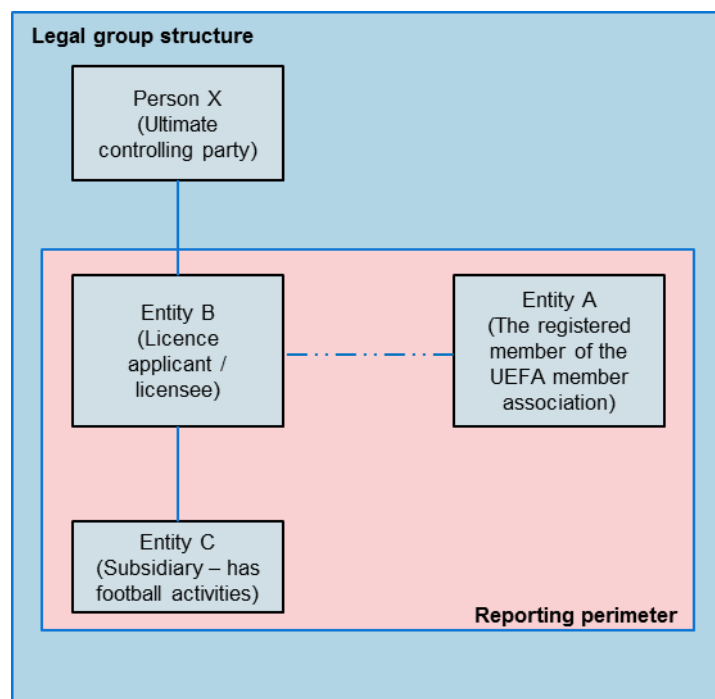 Legal group structure
Person X
(Ultimate
controlling party)
Entity B
(Licence
applicant /
licensee)
Entity A
(The registered
member of the
UEFA member
association)
Entity C
(Subsidiary – has
football activities)
Reporting perimeter